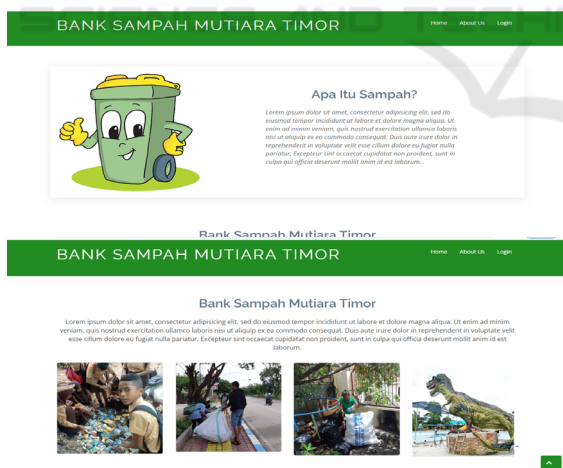 SCIENCE AND TECHN
BANK SAMPAH MUTIARA TIMOR
Home About Us Login
Apa Itu Sampah?
Lorem ipsum dolor sit amet, consectetur adipisicing elit, sed do
eiusmod tempor incididunt ut labore et dolore magna aliqua. Ut
enim ad minim veniam, quis nostrud exercitation ullamco laboris
nisi ut aliquip ex ea commodo consequat. Duis aute irure dolor in
reprehenderit in voluptate velit esse cillum dolore eu fugiat nulla
pariatur. Excepteur sint occaecat cupidatat non proident, sunt in
culpa qui officia deserunt mollit anim id est laborum. .
Bank Sampah Mutiara Timor
BANK SAMPAH MUTIARA TIMOR
Home About Us Login
Bank Sampah Mutiara Timor
Lorem ipsum dolor sit amet, consectetur adipisicing elit, sed do eiusmod tempor incididunt ut labore et dolore magna aliqua. Ut enim ad minim
veniam, quis nostrud exercitation ullamco laboris nisi ut aliquip ex ea commodo consequat. Duis aute irure dolor in reprehenderit in voluptate velit
esse cillum dolore eu fugiat nulla pariatur. Excepteur sint occaecat cupidatat non proident, sunt in culpa qui officia deserunt mollit anim id est
laborum.